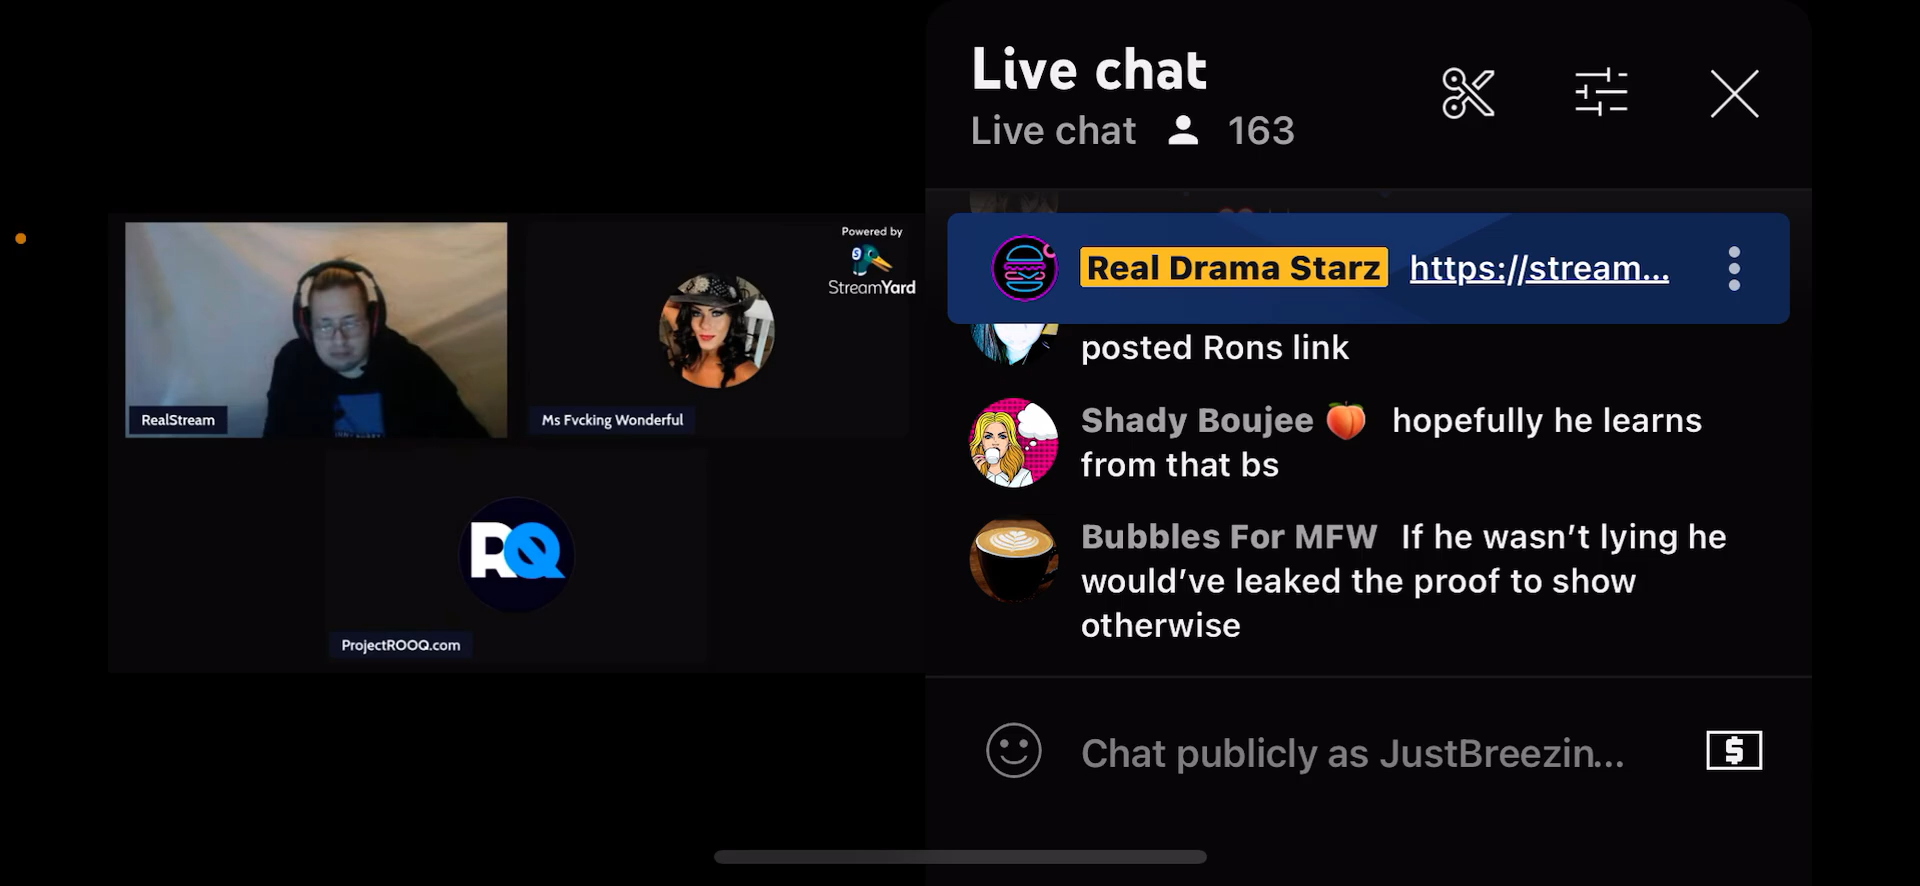 Live chat
Live chat 163
Real Drama Starz https://stream...
posted Rons link
Shady Boujee 🍑 hopefully he learns
from that bs
Bubbles For MFW If he wasn't lying he
would've leaked the proof to show
otherwise
Chat publicly as JustBreezin...
$
Powered by
StreamYard
RealStream
Ms Fvcking Wonderful
RQ
ProjectROOQ.com